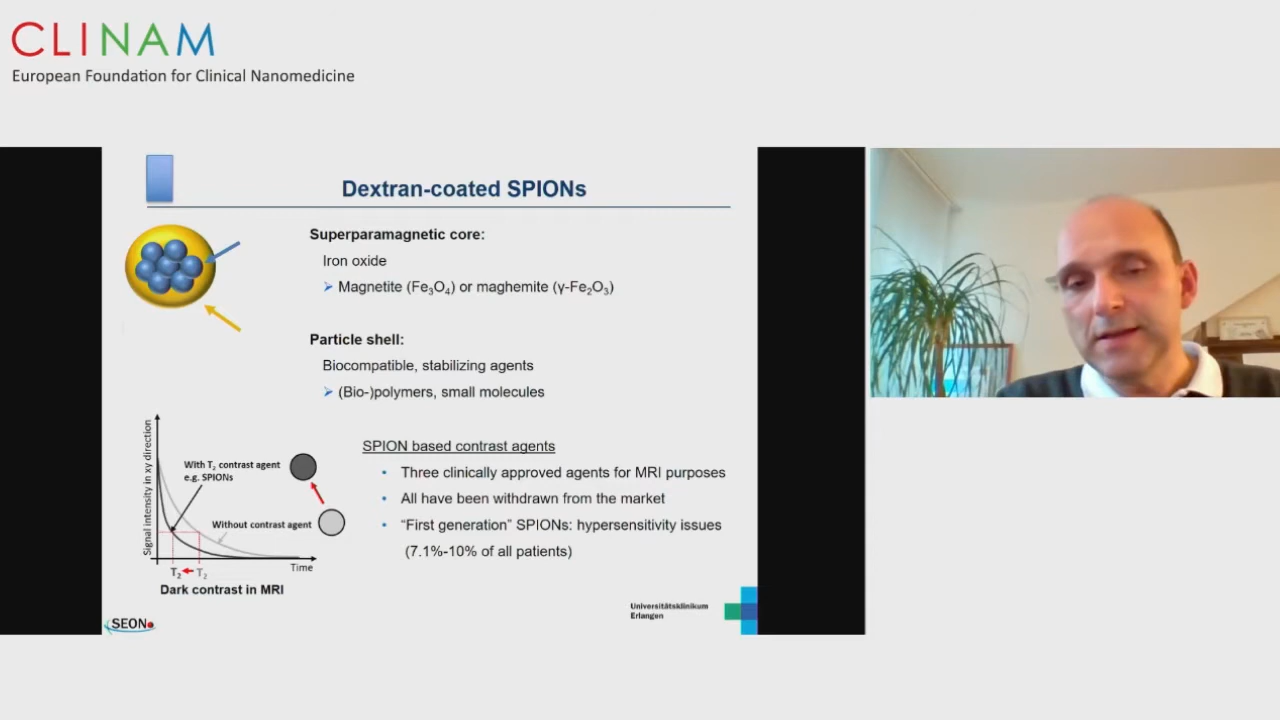 CLINAM
European Foundation for Clinical Nanomedicine
Dextran-coated SPIONs
Superparamagnetic core:
Iron oxide
➢ Magnetite (Fe₃O₄) or maghemite (γ-Fe₂O₃)
Particle shell:
Biocompatible, stabilizing agents
➢ (Bio-)polymers, small molecules
Signal intensity in xy direction
With T₂ contrast agent
e.g. SPIONs
Without contrast agent
T₂
T₂
Time
Dark contrast in MRI
SPION based contrast agents
• Three clinically approved agents for MRI purposes
• All have been withdrawn from the market
• “First generation” SPIONs: hypersensitivity issues
(7.1%-10% of all patients)
SEON
Universitätsklinikum
Erlangen